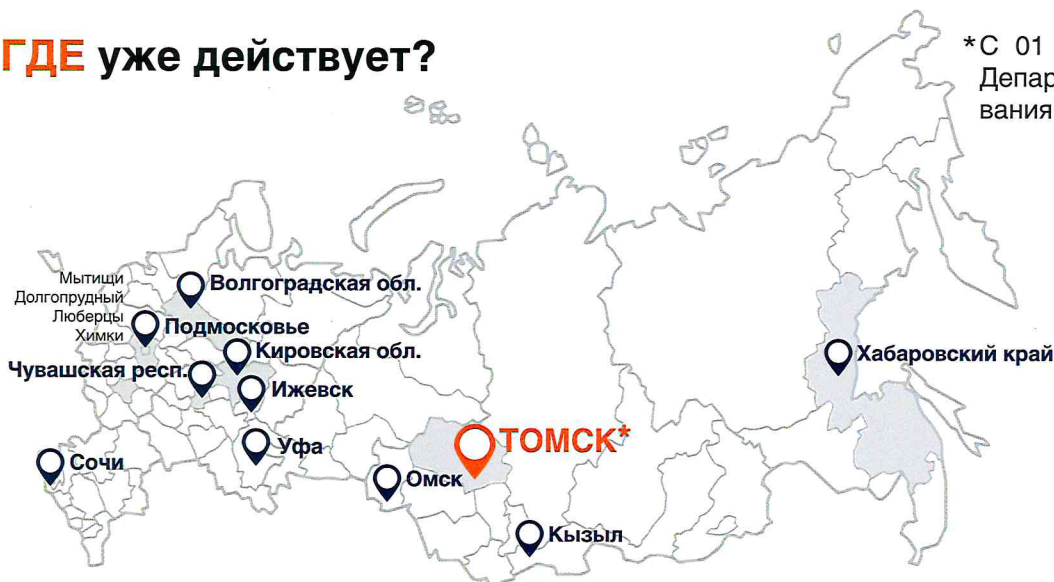 ГДЕ уже действует?
*С 01
Депар
вания
Мытищи
Долгопрудный
Люберцы
Химки
Волгоградская обл.
Подмосковье
Кировская обл.
Чувашская респ.
Ижевск
Хабаровский край
ТОМСК*
Уфа
Сочи
Омск
Кызыл